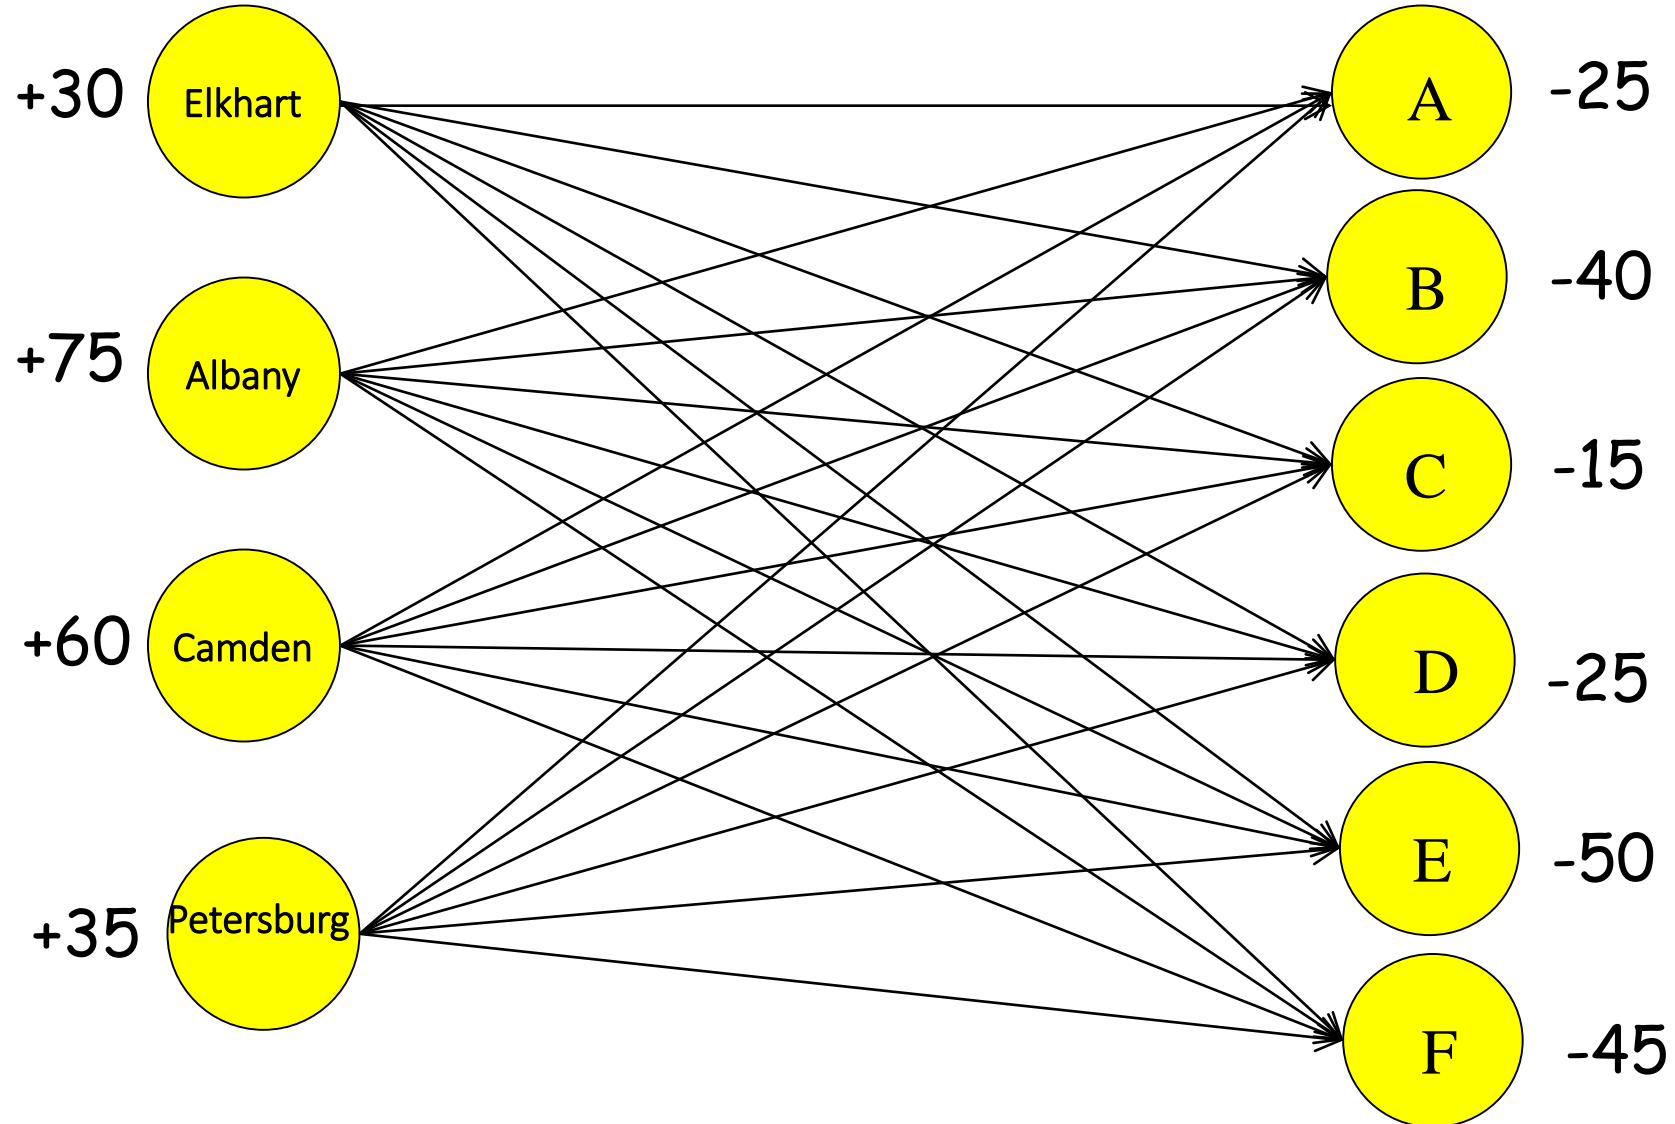 +30 Elkhart A -25
B -40
+75 Albany
C -15
+60 Camden D -25
E -50
+35 Petersburg
F -45